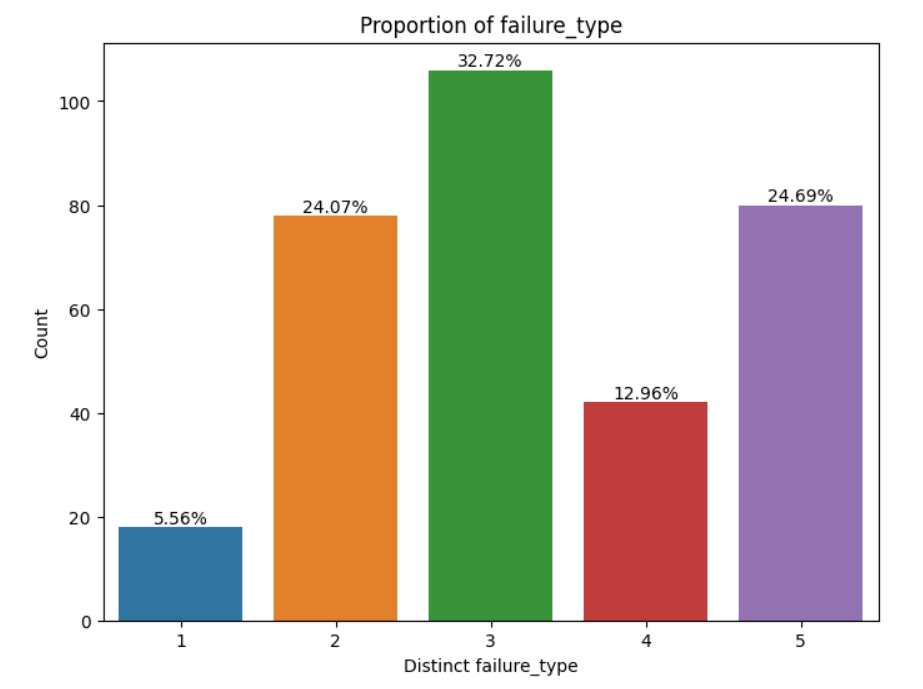 Proportion of failure_type
32.72%
24.69%
24.07%
12.96%
5.56%
100
80
60
40
20
0
Count
1 2 3 4 5
Distinct failure_type